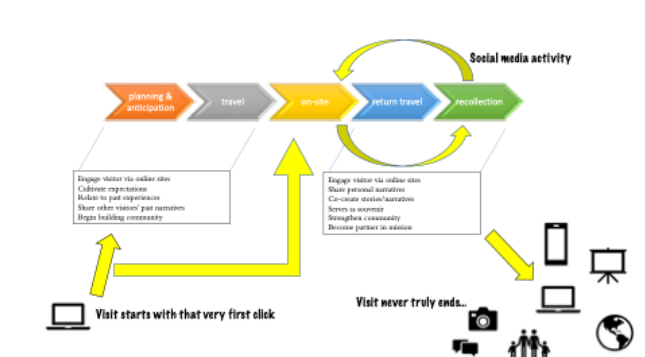 Social media activity
planning &
anticipation
travel
on-site
return travel
recollection
Engage visitor via online sites
Cultivate expectations
Relate to past experiences
Share other visitors' past narratives
Begin building community
Engage visitor via online sites
Share personal narratives
Co-create stories/narratives
Serves as souvenir
Strengthen community
Become partner in mission
Visit starts with that very first click
Visit never truly ends...